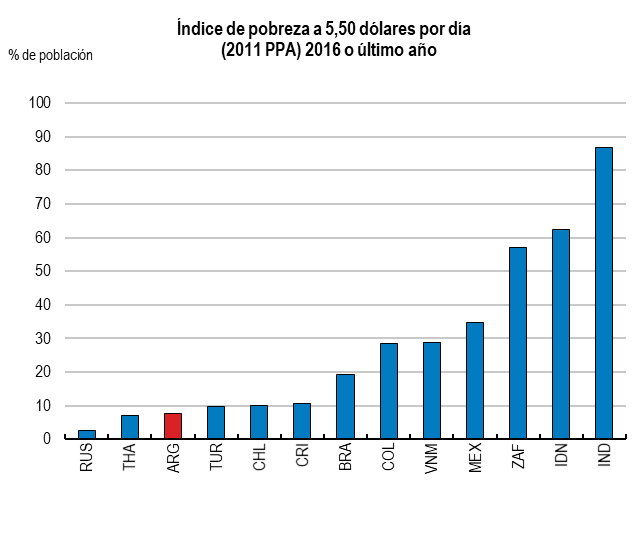 Índice de pobreza a 5,50 dólares por día
(2011 PPA) 2016 o último año
% de población
100
90
80
70
60
50
40
30
20
10
0
RUS
THA
ARG
TUR
CHL
CRI
BRA
COL
VNM
MEX
ZAF
IDN
IND